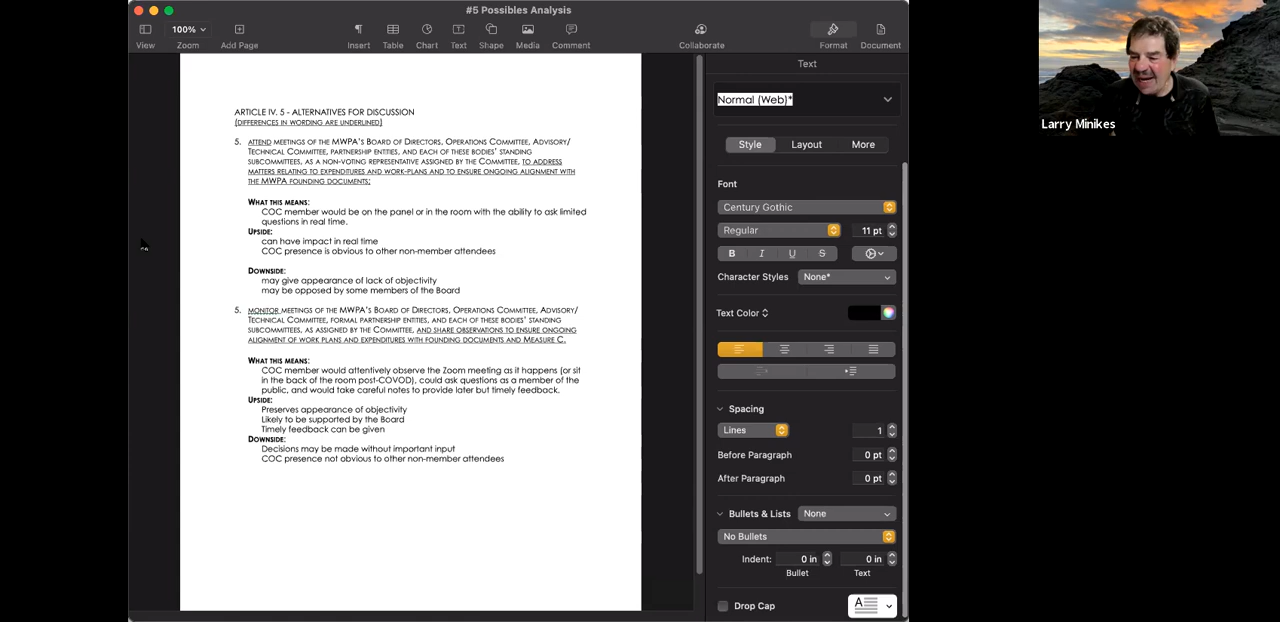 #5 Possibles Analysis
100%
View Zoom Add Page Insert Table Chart Text Shape Media Comment Collaborate Format Document
ARTICLE IV. 5 - ALTERNATIVES FOR DISCUSSION
(DIFFERENCES IN WORDING ARE UNDERLINED)
5. ATTEND MEETINGS OF THE MWPA'S BOARD OF DIRECTORS, OPERATIONS COMMITTEE, ADVISORY/
TECHNICAL COMMITTEE, PARTNERSHIP ENTITIES, AND EACH OF THESE BODIES' STANDING
SUBCOMMITTEES, AS A NON-VOTING REPRESENTATIVE ASSIGNED BY THE COMMITTEE, TO ADDRESS
MATTERS RELATING TO EXPENDITURES AND WORK-PLANS AND TO ENSURE ONGOING ALIGNMENT WITH
THE MWPA FOUNDING DOCUMENTS;
WHAT THIS MEANS:
COC member would be on the panel or in the room with the ability to ask limited
questions in real time.
UPSIDE:
can have impact in real time
COC presence is obvious to other non-member attendees
DOWNSIDE:
may give appearance of lack of objectivity
may be opposed by some members of the Board
5. MONITOR MEETINGS OF THE MWPA'S BOARD OF DIRECTORS, OPERATIONS COMMITTEE, ADVISORY/
TECHNICAL COMMITTEE, FORMAL PARTNERSHIP ENTITIES, AND EACH OF THESE BODIES' STANDING
SUBCOMMITTEES, AS ASSIGNED BY THE COMMITTEE, AND SHARE OBSERVATIONS TO ENSURE ONGOING
ALIGNMENT OF WORK PLANS AND EXPENDITURES WITH FOUNDING DOCUMENTS AND MEASURE C.
WHAT THIS MEANS:
COC member would attentively observe the Zoom meeting as it happens (or sit
in the back of the room post-COVOD), could ask questions as a member of the
public, and would take careful notes to provide later but timely feedback.
UPSIDE:
Preserves appearance of objectivity
Likely to be supported by the Board
Timely feedback can be given
DOWNSIDE:
Decisions may be made without important input
COC presence not obvious to other non-member attendees
Text
Normal (Web)*
Style Layout More
Font
Century Gothic
Regular 11 pt
B I U S
Character Styles None*
Text Color
Spacing
Lines 1
Before Paragraph 0 pt
After Paragraph 0 pt
Bullets & Lists None
No Bullets
Indent: 0 in 0 in
Bullet Text
Drop Cap
A
Larry Minikes